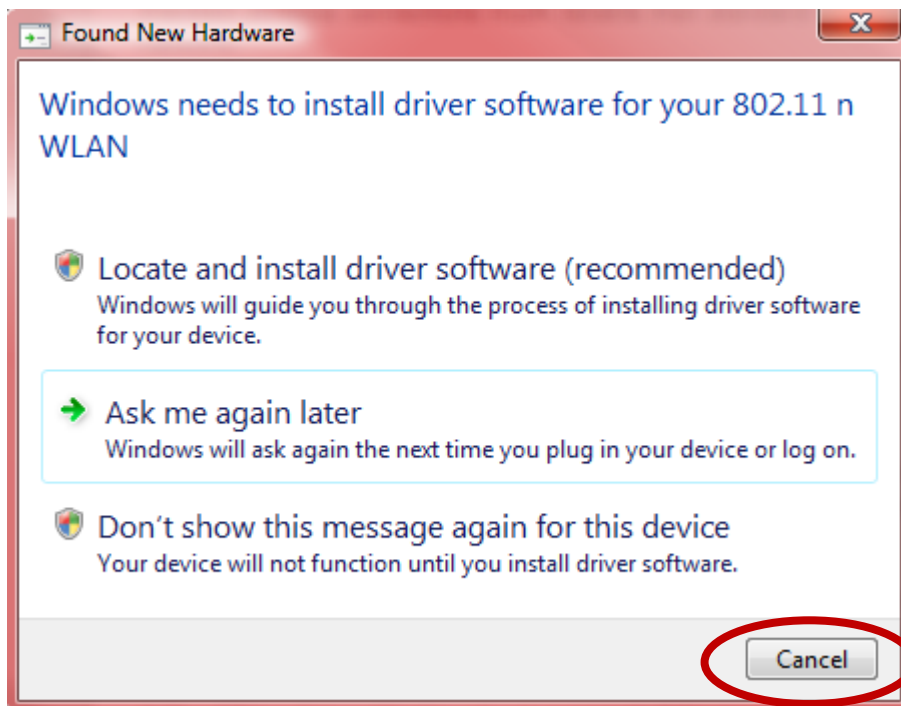 Found New Hardware
Windows needs to install driver software for your 802.11 n
WLAN
Locate and install driver software (recommended)
Windows will guide you through the process of installing driver software
for your device.
Ask me again later
Windows will ask again the next time you plug in your device or log on.
Don't show this message again for this device
Your device will not function until you install driver software.
Cancel